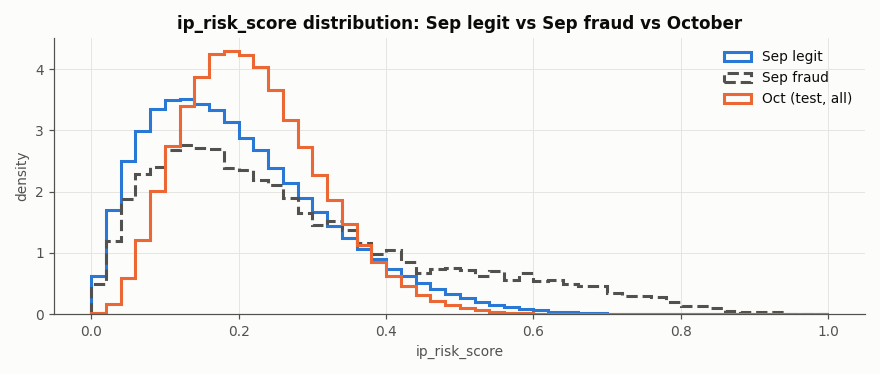 ip_risk_score distribution: Sep legit vs Sep fraud vs October
Sep legit
Sep fraud
Oct (test, all)
density
4
3
2
1
0
0.0 0.2 0.4 0.6 0.8 1.0
ip_risk_score